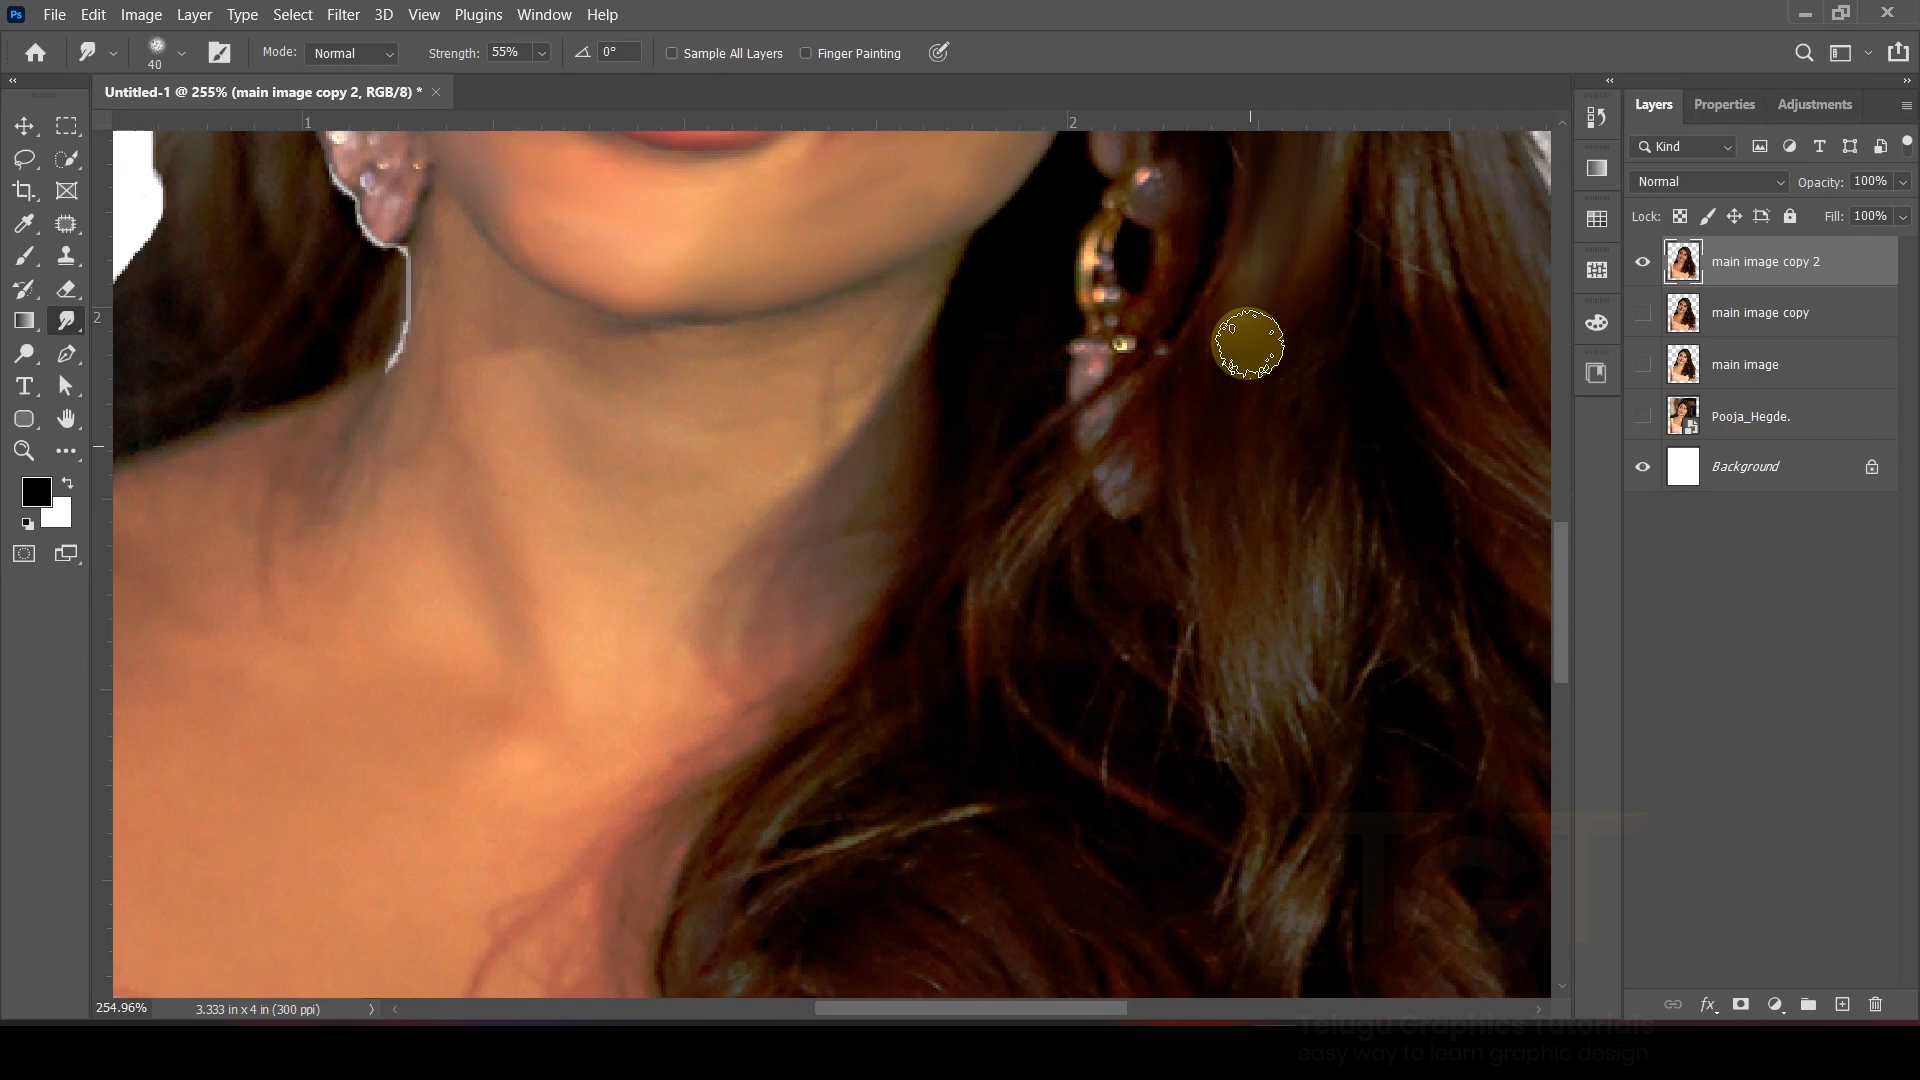 Ps File Edit Image Layer Type Select Filter 3D View Plugins Window Help
40 Mode: Normal Strength: 55% 0° Sample All Layers Finger Painting
Untitled-1 @ 255% (main image copy 2, RGB/8) *
Layers Properties Adjustments
1 2
2
Kind
Normal Opacity: 100%
Lock: Fill: 100%
main image copy 2
main image copy
main image
Pooja_Hegde.
Background
TGT
254.96% 3.333 in x 4 in (300 ppi)
Telugu Graphics Tutorials
easy way to learn graphic design